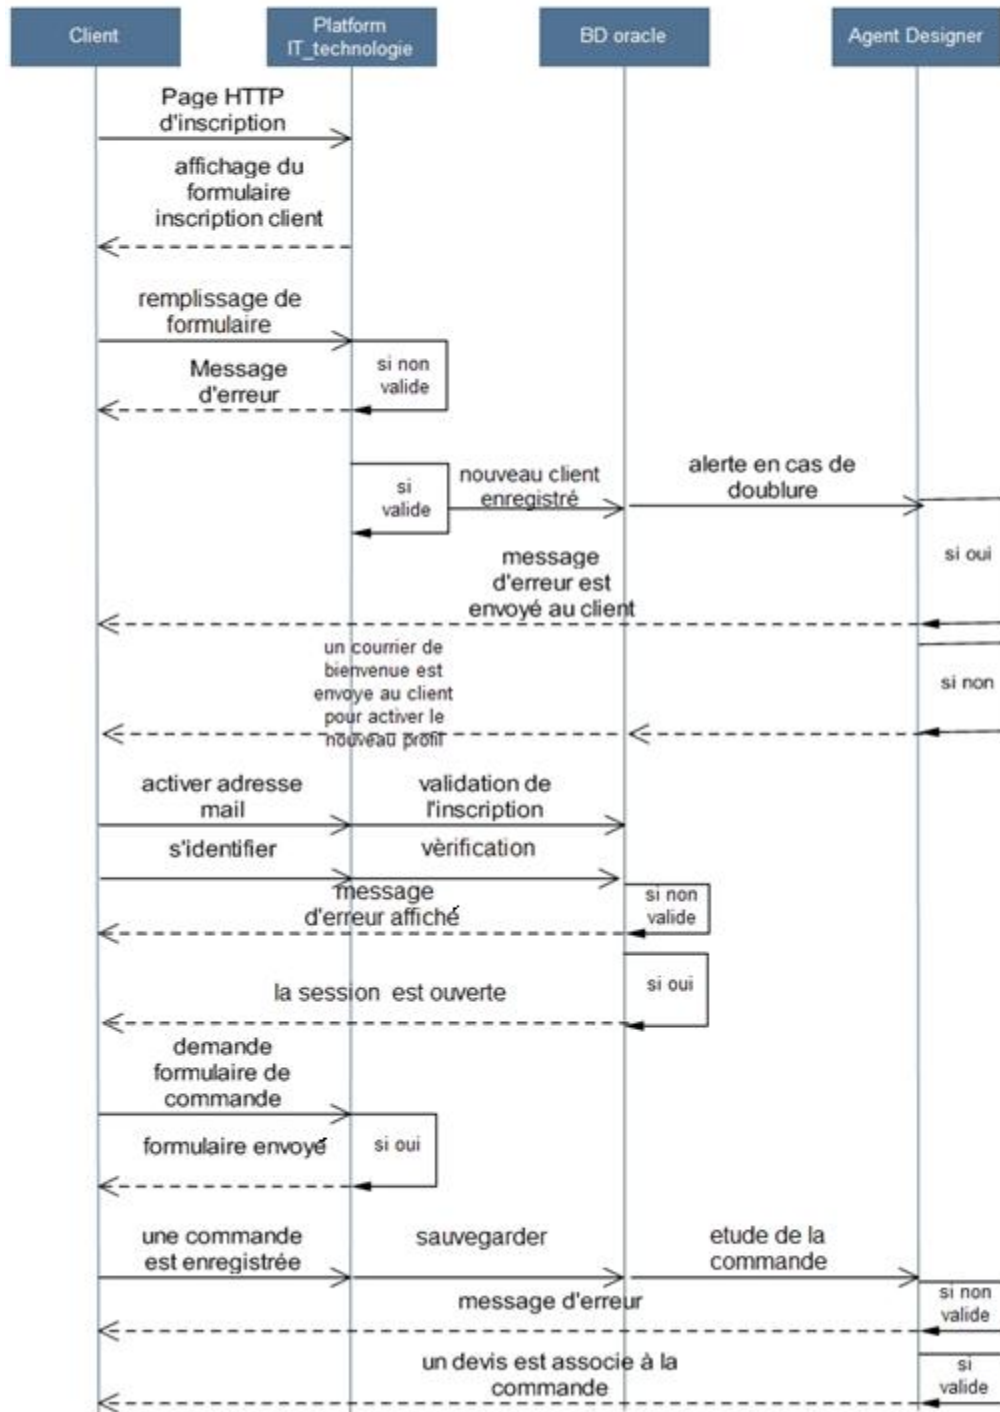 Client
Platform
IT_technologie
BD oracle
Agent Designer
Page HTTP
d'inscription
affichage du
formulaire
inscription client
remplissage de
formulaire
si non
valide
Message
d'erreur
si
valide
nouveau client
enregistré
alerte en cas de
doublure
si oui
message
d'erreur est
envoyé au client
un courrier de
bienvenue est
envoye au client
pour activer le
nouveau profil
si non
activer adresse
mail
validation de
l'inscription
s'identifier
vèrification
message
d'erreur affiché
si non
valide
la session est ouverte
si oui
demande
formulaire de
commande
formulaire envoyé
si oui
une commande
est enregistrée
sauvegarder
etude de la
commande
message d'erreur
si non
valide
un devis est associe à la
commande
si
valide